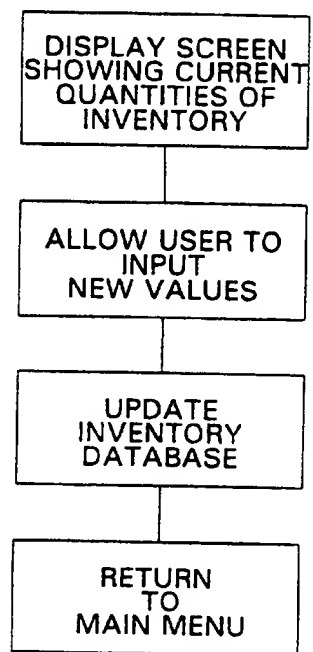 DISPLAY SCREEN
SHOWING CURRENT
QUANTITIES OF
INVENTORY
ALLOW USER TO
INPUT
NEW VALUES
UPDATE
INVENTORY
DATABASE
RETURN
TO
MAIN MENU